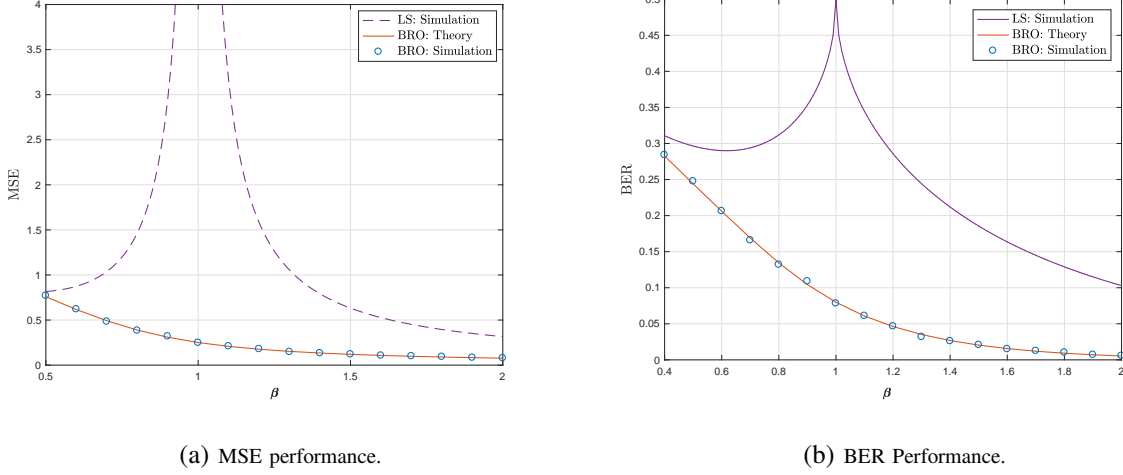 4
3.5
3
2.5
2
1.5
1
0.5
0
MSE
LS: Simulation
BRO: Theory
BRO: Simulation
0.5
1
1.5
2
β
(a) MSE performance.
0.5
0.45
0.4
0.35
0.3
0.25
0.2
0.15
0.1
0.05
0
BER
LS: Simulation
BRO: Theory
BRO: Simulation
0.4
0.6
0.8
1
1.2
1.4
1.6
1.8
2
β
(b) BER Performance.